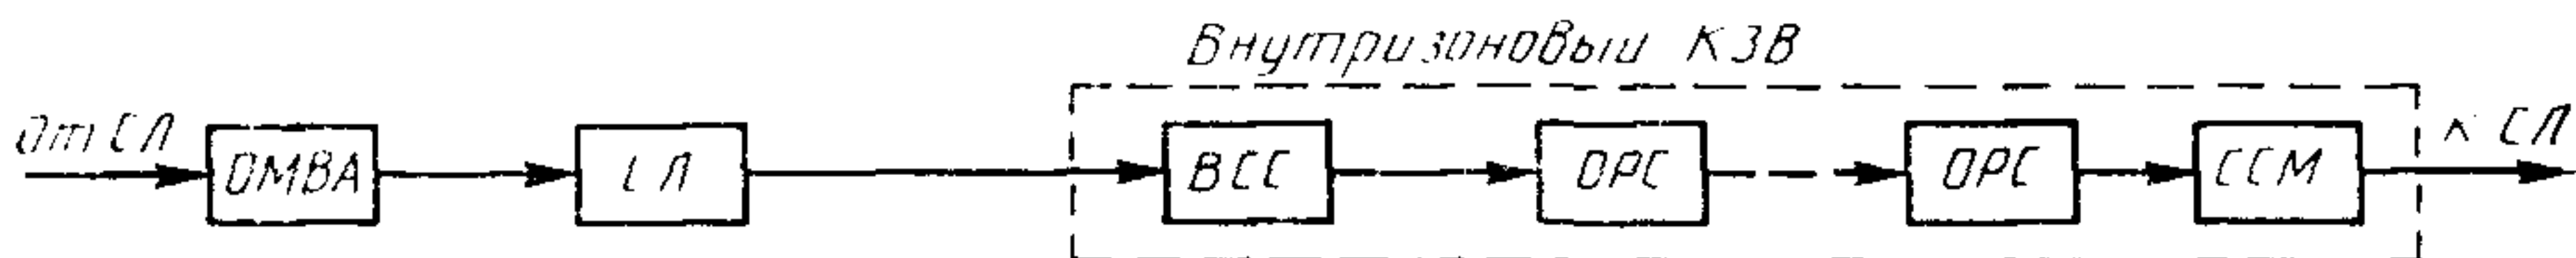 Внутризоновый КЗВ
От СЛ
ОМВА
СЛ
ВСС
ОРС
ОРС
ССМ
К СЛ